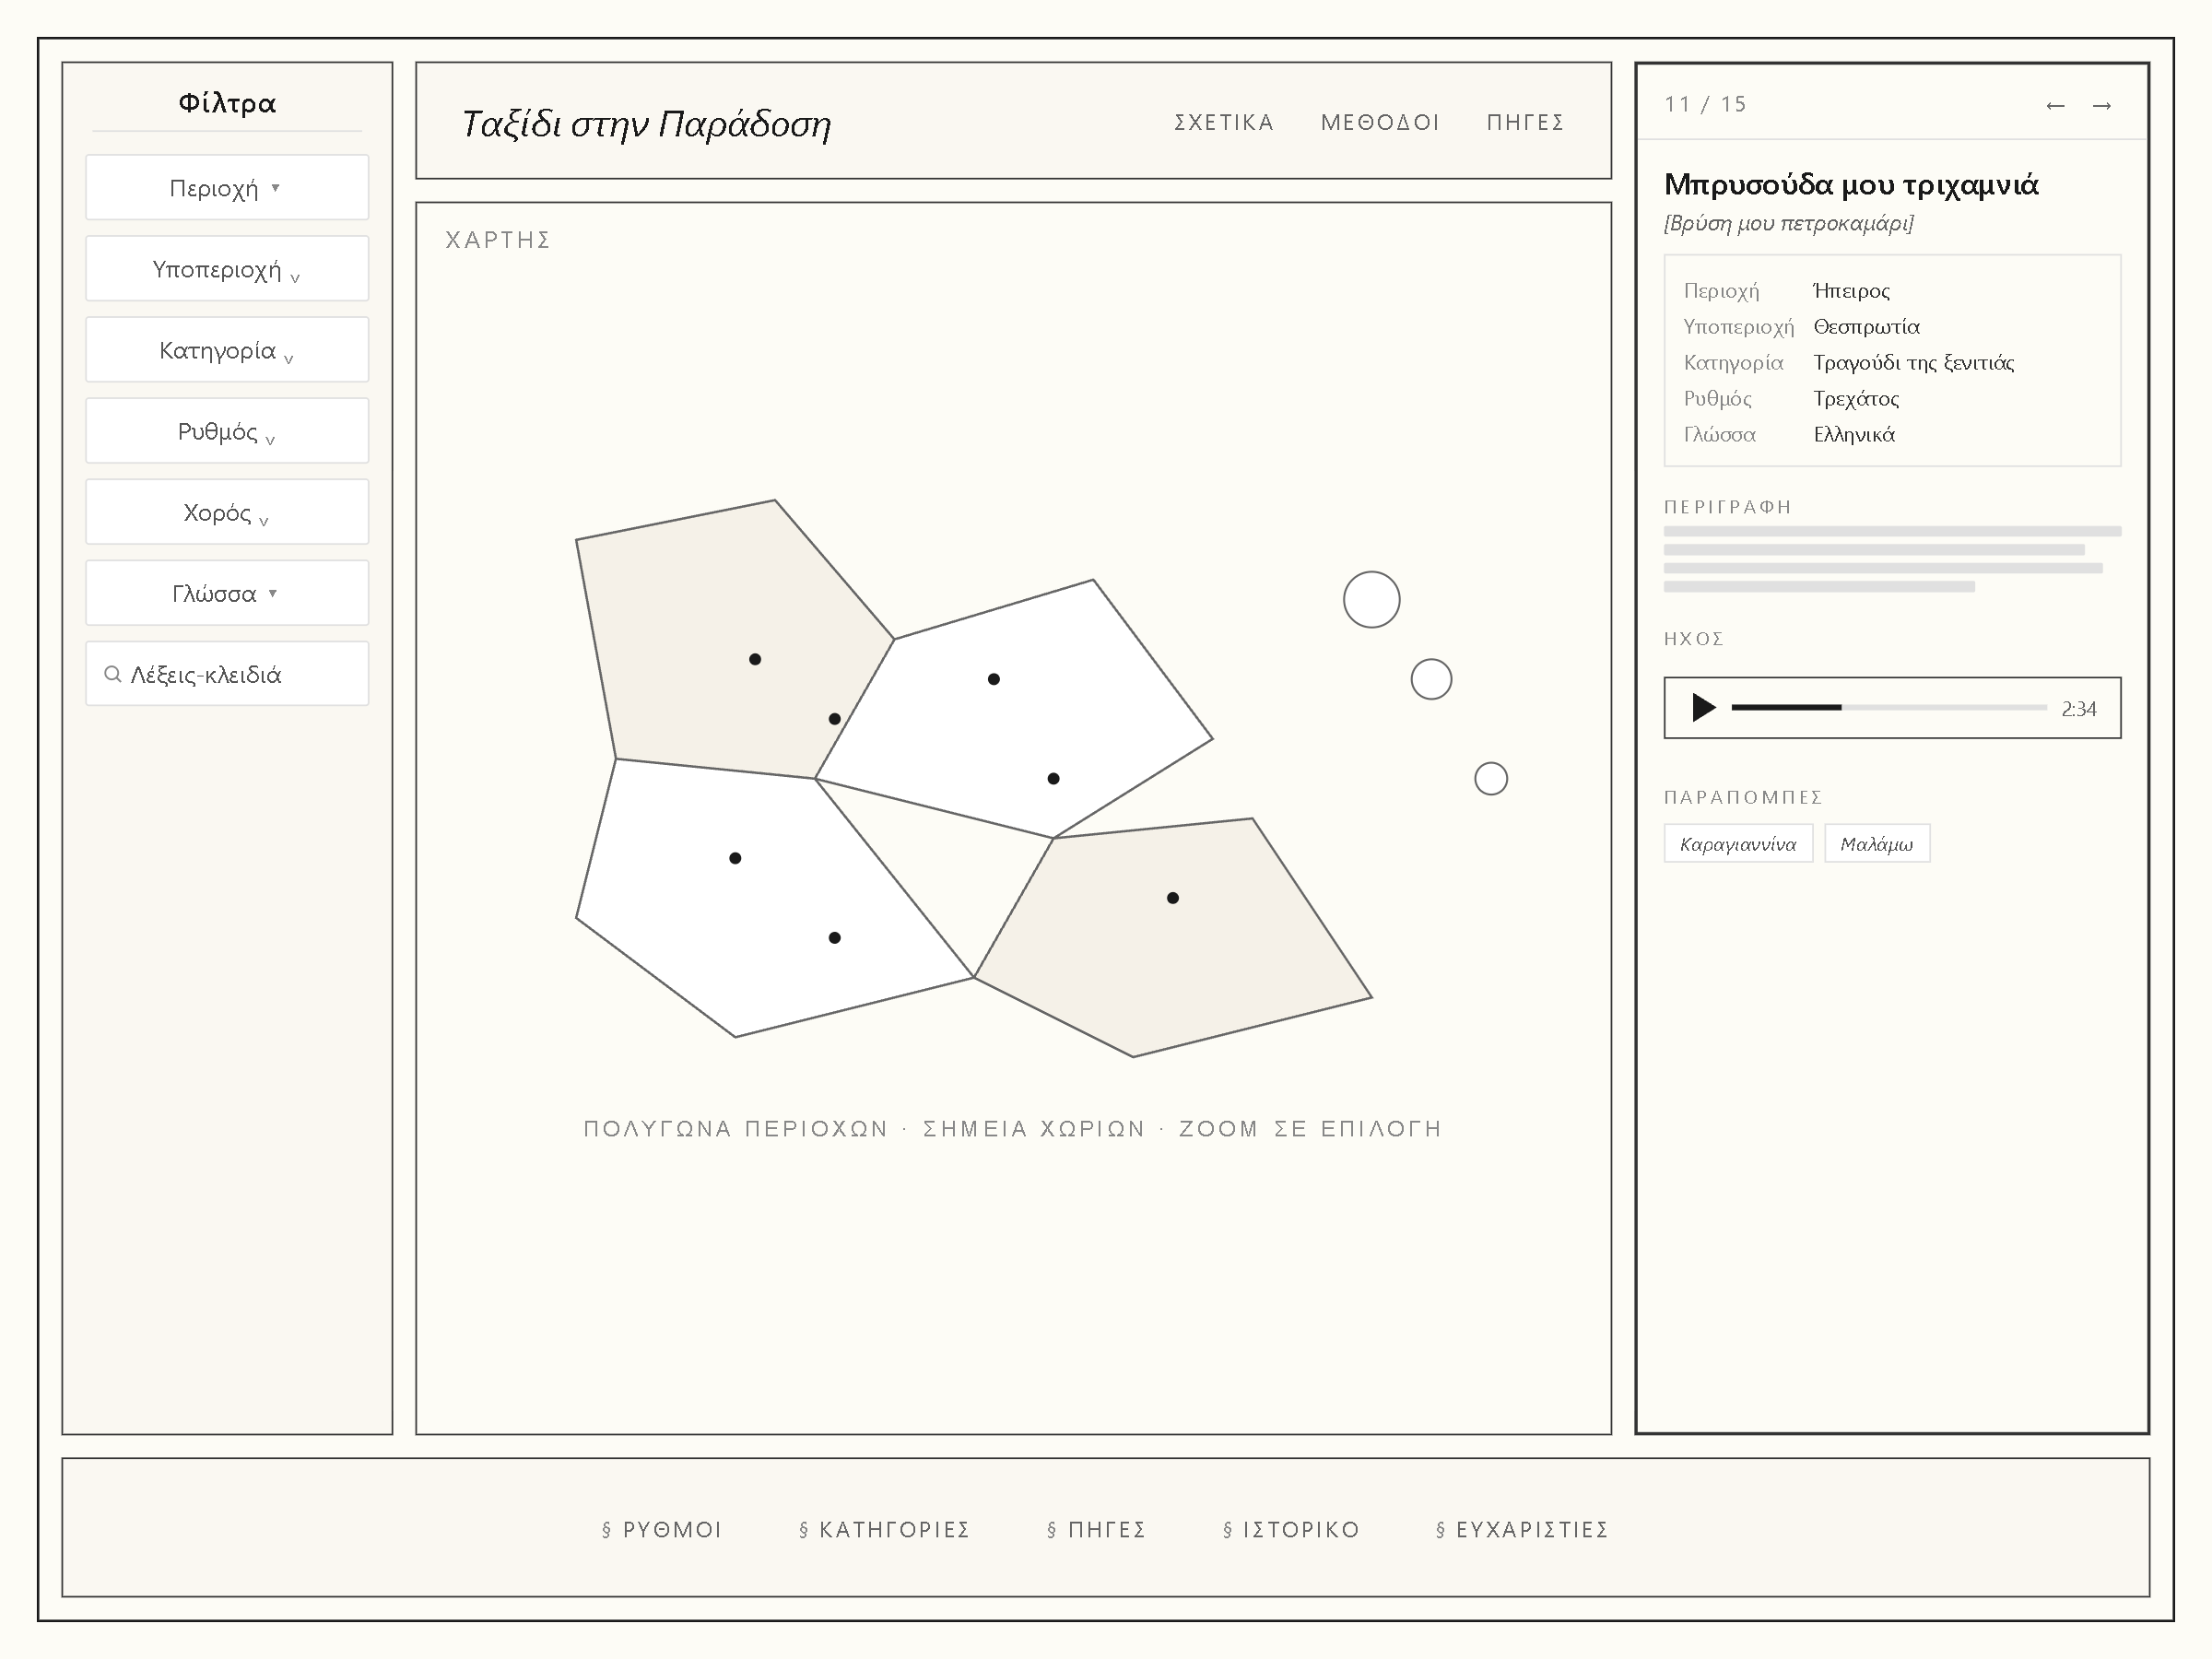 Φίλτρα
Περιοχή ▼
Υποπεριοχή v
Κατηγορία v
Ρυθμός v
Χορός v
Γλώσσα ▼
Λέξεις-κλειδιά
Ταξίδι στην Παράδοση
ΣΧΕΤΙΚΑ ΜΕΘΟΔΟΙ ΠΗΓΕΣ
ΧΑΡΤΗΣ
ΠΟΛΥΓΩΝΑ ΠΕΡΙΟΧΩΝ · ΣΗΜΕΙΑ ΧΩΡΙΩΝ · ZOOM ΣΕ ΕΠΙΛΟΓΗ
11 / 15 ← →
Μπρυσούδα μου τριχαμνιά
[Βρύση μου πετροκαμάρι]
Περιοχή Ήπειρος
Υποπεριοχή Θεσπρωτία
Κατηγορία Τραγούδι της ξενιτιάς
Ρυθμός Τρεχάτος
Γλώσσα Ελληνικά
ΠΕΡΙΓΡΑΦΗ
ΗΧΟΣ
2:34
ΠΑΡΑΠΟΜΠΕΣ
Καραγιαννίνα Μαλάμω
§ ΡΥΘΜΟΙ § ΚΑΤΗΓΟΡΙΕΣ § ΠΗΓΕΣ § ΙΣΤΟΡΙΚΟ § ΕΥΧΑΡΙΣΤΙΕΣ